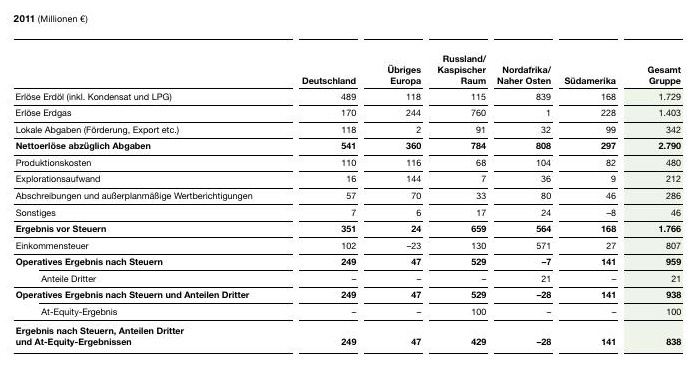 2011 (Millionen €)
Deutschland Übriges Europa Russland/ Kaspischer Raum Nordafrika/ Naher Osten Südamerika Gesamt Gruppe
Erlöse Erdöl (inkl. Kondensat und LPG) 489 118 115 839 168 1.729
Erlöse Erdgas 170 244 760 1 228 1.403
Lokale Abgaben (Förderung, Export etc.) 118 2 91 32 99 342
Nettoerlöse abzüglich Abgaben 541 360 784 808 297 2.790
Produktionskosten 110 116 68 104 82 480
Explorationsaufwand 16 144 7 36 9 212
Abschreibungen und außerplanmäßige Wertberichtigungen 57 70 33 80 46 286
Sonstiges 7 6 17 24 –8 46
Ergebnis vor Steuern 351 24 659 564 168 1.766
Einkommensteuer 102 –23 130 571 27 807
Operatives Ergebnis nach Steuern 249 47 529 –7 141 959
Anteile Dritter – – – 21 – 21
Operatives Ergebnis nach Steuern und Anteilen Dritter 249 47 529 –28 141 938
At-Equity-Ergebnis – – 100 – – 100
Ergebnis nach Steuern, Anteilen Dritter
und At-Equity-Ergebnissen 249 47 429 –28 141 838